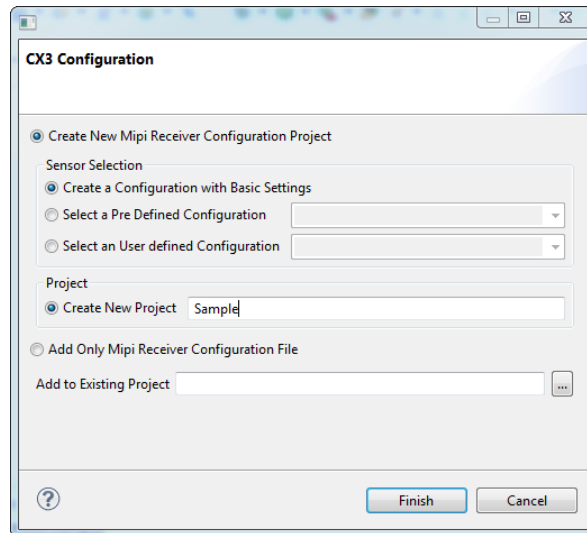 CX3 Configuration
Create New Mipi Receiver Configuration Project
Sensor Selection
Create a Configuration with Basic Settings
Select a Pre Defined Configuration
Select an User defined Configuration
Project
Create New Project Sample
Add Only Mipi Receiver Configuration File
Add to Existing Project ...
? Finish Cancel